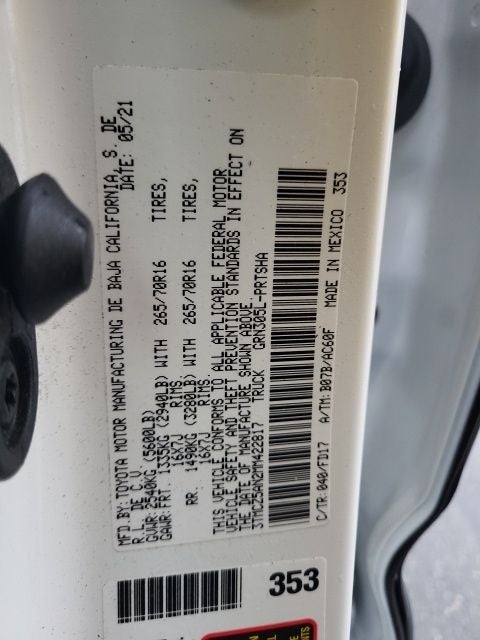 MFD.BY: TOYOTA MOTOR MANUFACTURING DE BAJA CALIFORNIA, S. DE
R. L. DE C.V. DATE: 05/21
GVWR: 2540KG (5600LB)
GAWR: FRT. 1335KG (2940LB) WITH 265/70R16 TIRES,
16X7J RIMS
RR. 1490KG (3280LB) WITH 265/70R16 TIRES,
16X7J RIMS.
THIS VEHICLE CONFORMS TO ALL APPLICABLE FEDERAL MOTOR
VEHICLE SAFETY AND THEFT PREVENTION STANDARDS IN EFFECT ON
THE DATE OF MANUFACTURE SHOWN ABOVE.
3TMCZ5AN2MM422817 TRUCK GRN305L-PRTSHA
C/TR: 040/FD17 A/TM: B07B/AC60F MADE IN MEXICO 353
353